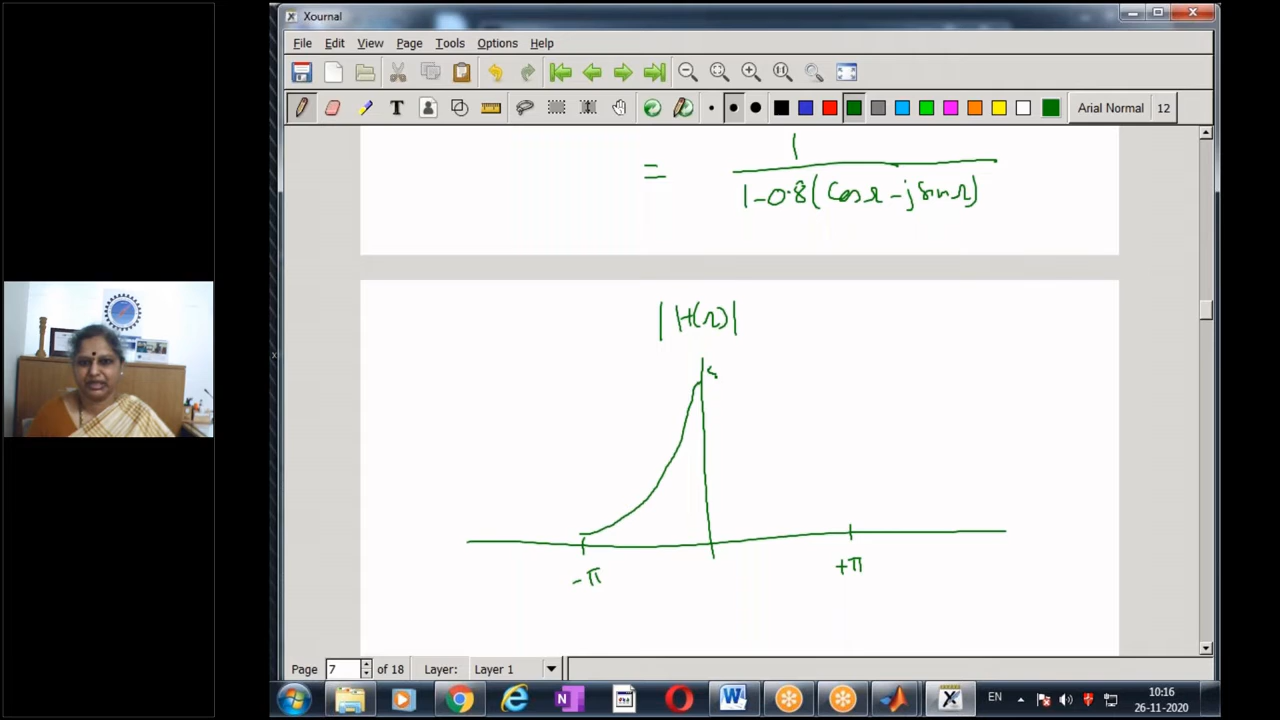 Xournal
File Edit View Page Tools Options Help
Arial Normal 12
1
= 1-0.8(CosΩ-jSinΩ)
|H(Ω)|
5
-π +π
Page 7 of 18 Layer: Layer 1
EN 10:16
26-11-2020